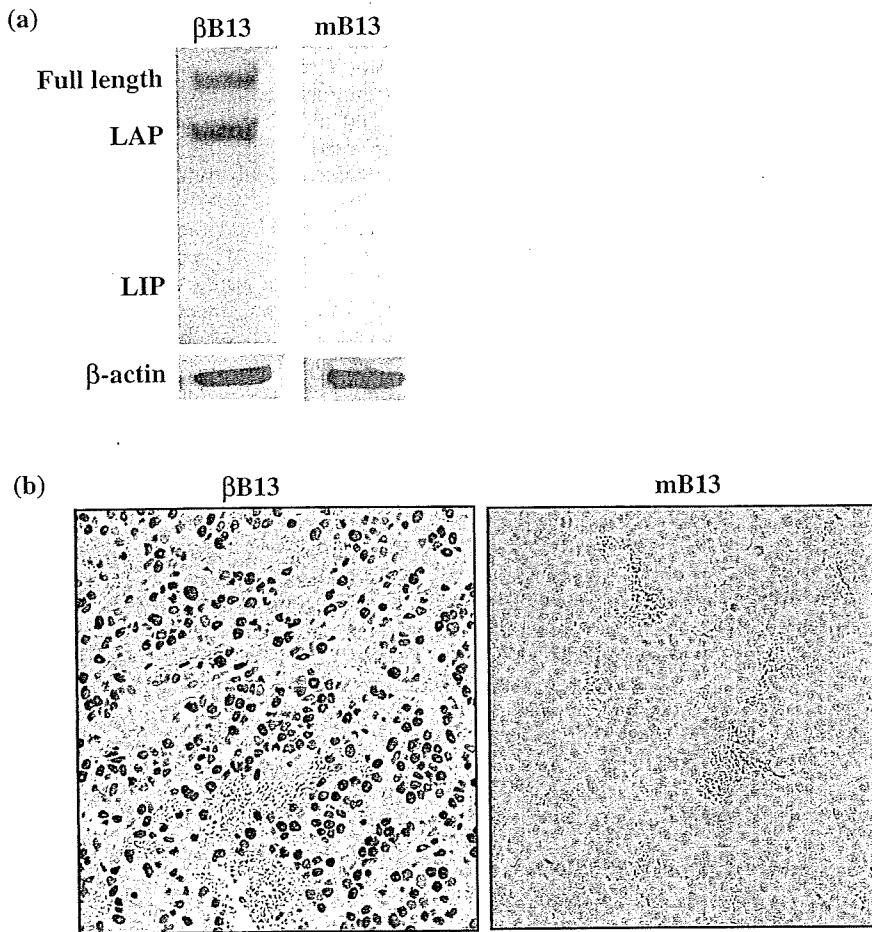 (a)
βB13 mB13
Full length
LAP
LIP
β-actin
(b)
βB13 mB13